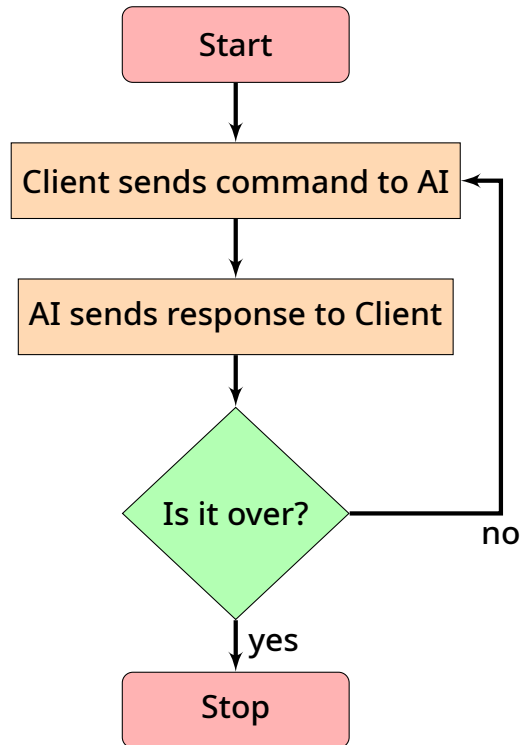 Start
Client sends command to AI
AI sends response to Client
Is it over?
no
yes
Stop